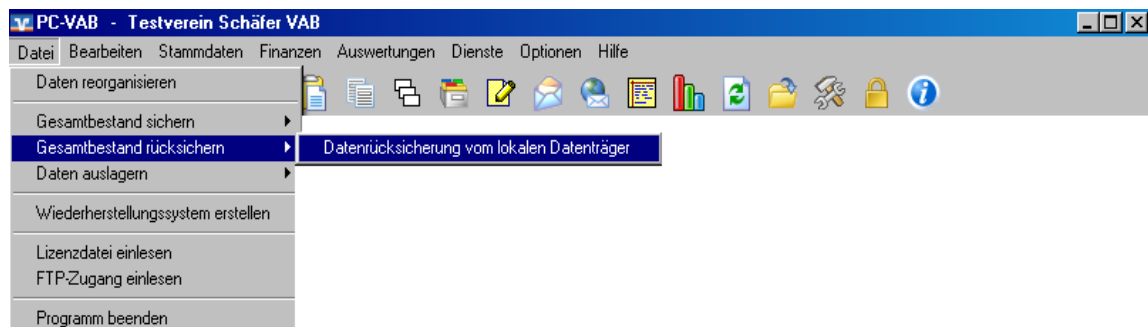 PC-VAB - Testverein Schäfer VAB
Datei Bearbeiten Stammdaten Finanzen Auswertungen Dienste Optionen Hilfe
Daten reorganisieren
Gesamtbestand sichern
Gesamtbestand rücksichern Datenrücksicherung vom lokalen Datenträger
Daten auslagern
Wiederherstellungssystem erstellen
Lizenzdatei einlesen
FTP-Zugang einlesen
Programm beenden